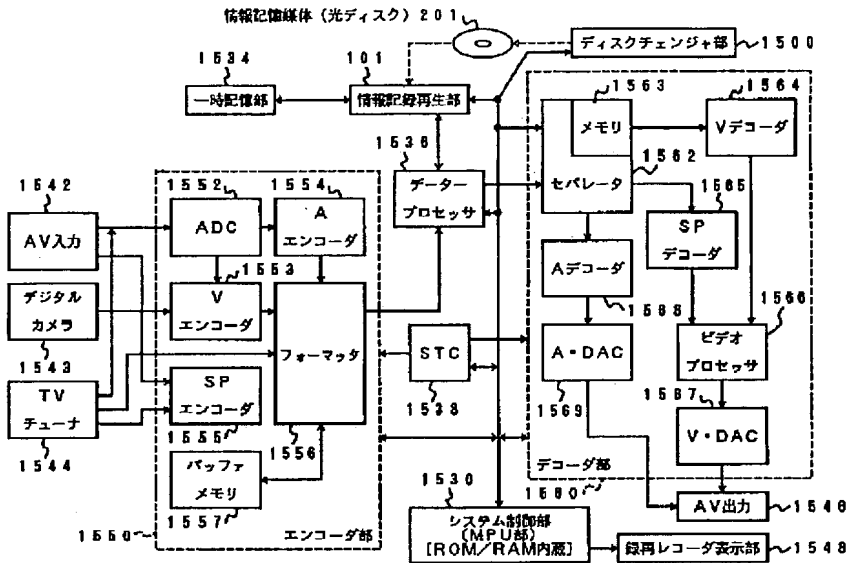 情報記憶媒体(光ディスク)201
1534
101
ディスクチェンジャ部
1500
一時記憶部
情報記録再生部
1563
1564
メモリ
Vデコーダ
1536
1562
セパレータ
1542
1552
1554
データー
プロセッサ
1565
AV入力
ADC
A
エンコーダ
SP
デコーダ
1553
Aデコーダ
デジタル
カメラ
V
エンコーダ
1568
1566
フォーマッタ
STC
A・DAC
ビデオ
プロセッサ
1543
TV
チューナ
SP
エンコーダ
1538
1569
1567
1544
1555
1556
V・DAC
バッファ
メモリ
1530
デコーダ部
1560
1550
1557
エンコーダ部
システム制御部
(MPU部)
[ROM/RAM内蔵]
AV出力
1546
録再レコーダ表示部
1548